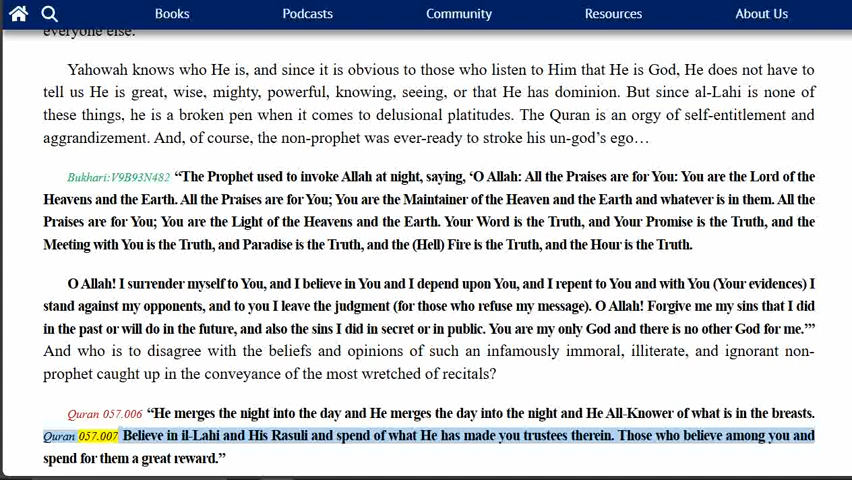 Books Podcasts Community Resources About Us
everyone else.
Yahowah knows who He is, and since it is obvious to those who listen to Him that He is God, He does not have to
tell us He is great, wise, mighty, powerful, knowing, seeing, or that He has dominion. But since al-Lahi is none of
these things, he is a broken pen when it comes to delusional platitudes. The Quran is an orgy of self-entitlement and
aggrandizement. And, of course, the non-prophet was ever-ready to stroke his un-god’s ego…
Bukhari:V9B93N482 “The Prophet used to invoke Allah at night, saying, ‘O Allah: All the Praises are for You: You are the Lord of the
Heavens and the Earth. All the Praises are for You; You are the Maintainer of the Heaven and the Earth and whatever is in them. All the
Praises are for You; You are the Light of the Heavens and the Earth. Your Word is the Truth, and Your Promise is the Truth, and the
Meeting with You is the Truth, and Paradise is the Truth, and the (Hell) Fire is the Truth, and the Hour is the Truth.
O Allah! I surrender myself to You, and I believe in You and I depend upon You, and I repent to You and with You (Your evidences) I
stand against my opponents, and to you I leave the judgment (for those who refuse my message). O Allah! Forgive me my sins that I did
in the past or will do in the future, and also the sins I did in secret or in public. You are my only God and there is no other God for me.’”
And who is to disagree with the beliefs and opinions of such an infamously immoral, illiterate, and ignorant non-
prophet caught up in the conveyance of the most wretched of recitals?
Quran 057.006 “He merges the night into the day and He merges the day into the night and He All-Knower of what is in the breasts.
Quran 057.007 Believe in il-Lahi and His Rasuli and spend of what He has made you trustees therein. Those who believe among you and
spend for them a great reward.”